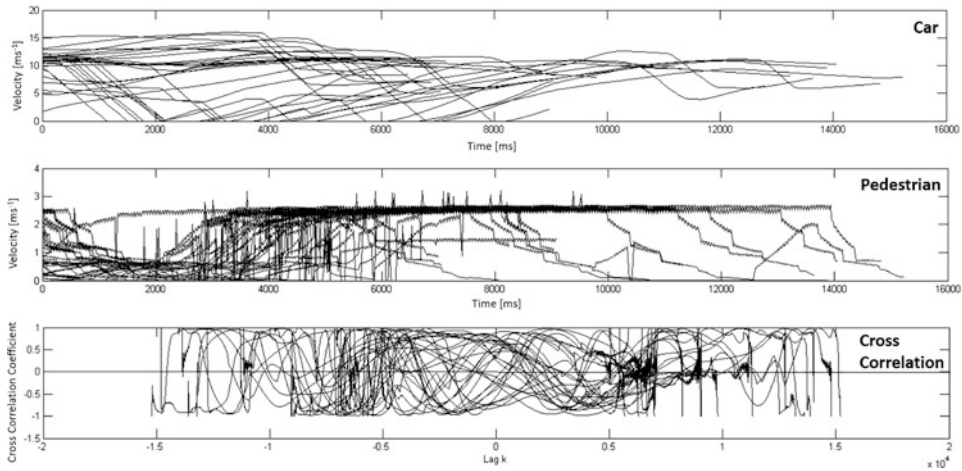 20
15
10
5
0
Velocity [ms⁻¹]
Car
0 2000 4000 6000 8000 10000 12000 14000 16000
Time [ms]
4
3
2
1
0
Velocity [ms⁻¹]
Pedestrian
0 2000 4000 6000 8000 10000 12000 14000 16000
Time [ms]
1
0.5
0
-0.5
-1
-1.5
Cross Correlation Coefficient
Cross
Correlation
-2 -1.5 -1 -0.5 0 0.5 1 1.5 2
Lag k
x 10⁴